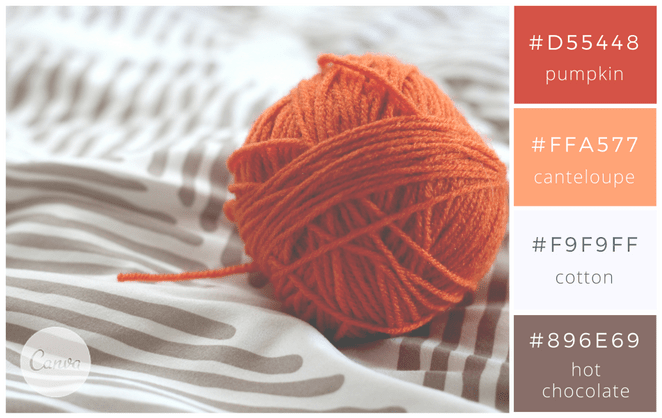 #D55448
pumpkin
#FFA577
canteloupe
#F9F9FF
cotton
#896E69
hot
chocolate
Canva